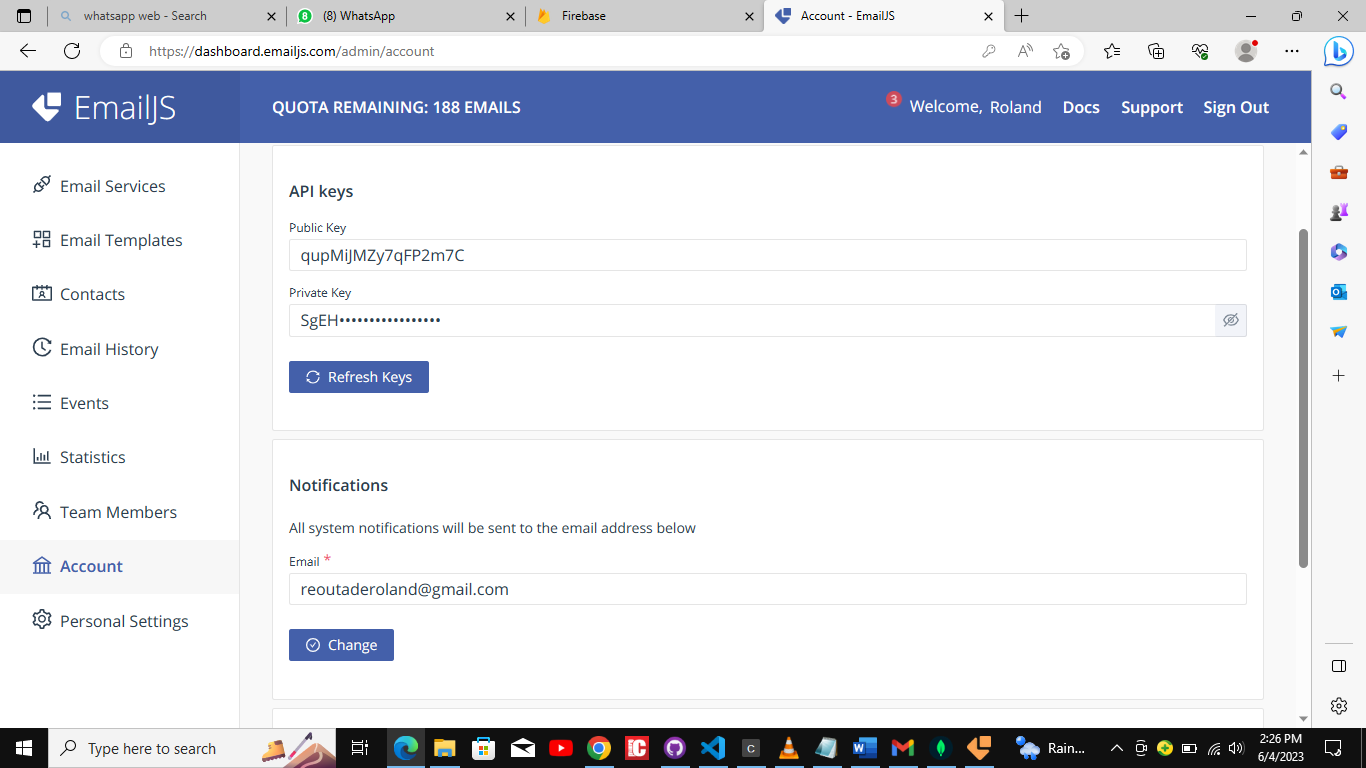 whatsapp web - Search
8
(8) WhatsApp
Firebase
Account - EmailJS
https://dashboard.emailjs.com/admin/account
EmailJS
QUOTA REMAINING: 188 EMAILS
3
Welcome, Roland
Docs
Support
Sign Out
Email Services
Email Templates
Contacts
Email History
Events
Statistics
Team Members
Account
Personal Settings
API keys
Public Key
qupMiJMZy7qFP2m7C
Private Key
SgEH•••••••••••••••••
Refresh Keys
Notifications
All system notifications will be sent to the email address below
Email *
reoutaderoland@gmail.com
Change
Type here to search
Rain...
2:26 PM
6/4/2023